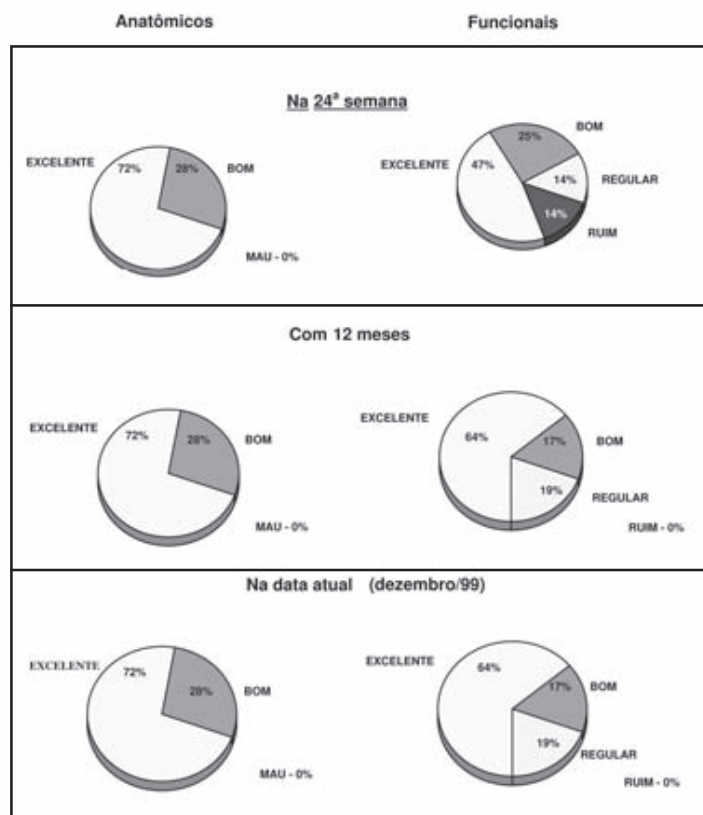 Anatômicos
Funcionais
Na 24ª semana
EXCELENTE
72%
28%
BOM
MAU - 0%
EXCELENTE
47%
25%
BOM
14%
REGULAR
14%
RUIM
Com 12 meses
EXCELENTE
72%
28%
BOM
MAU - 0%
EXCELENTE
64%
17%
BOM
19%
REGULAR
RUIM - 0%
Na data atual (dezembro/99)
EXCELENTE
72%
28%
BOM
MAU - 0%
EXCELENTE
64%
17%
BOM
19%
REGULAR
RUIM - 0%